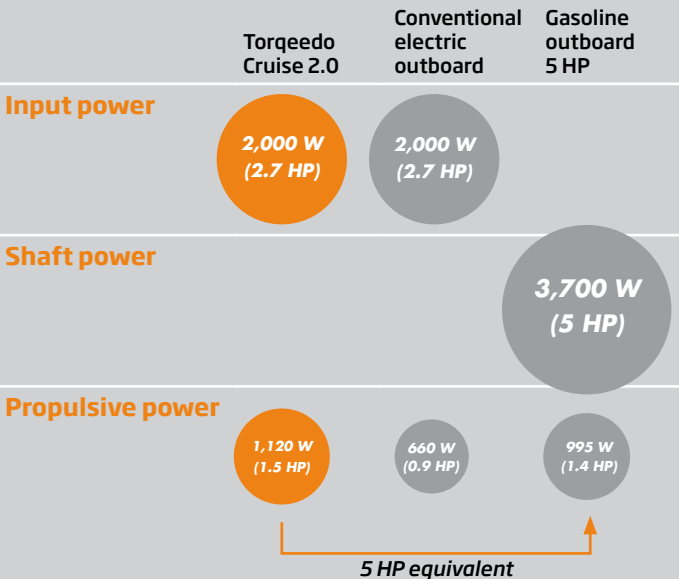 Torqeedo
Cruise 2.0
Conventional
electric
outboard
Gasoline
outboard
5 HP
Input power
2,000 W
(2.7 HP)
2,000 W
(2.7 HP)
Shaft power
3,700 W
(5 HP)
Propulsive power
1,120 W
(1.5 HP)
660 W
(0.9 HP)
995 W
(1.4 HP)
5 HP equivalent